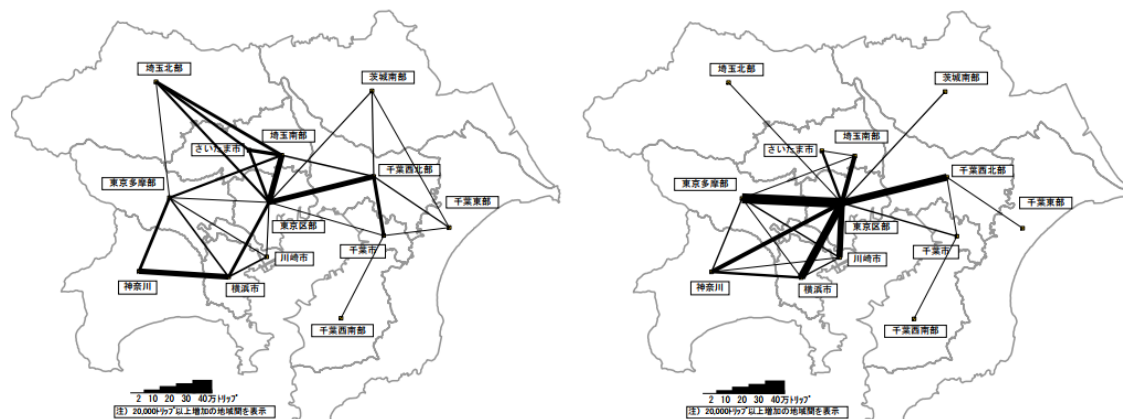 埼玉北部
茨城南部
埼玉南部
さいたま市
千葉西北部
東京多摩部
千葉東部
東京区部
千葉市
川崎市
神奈川
横浜市
千葉西南部
2 10 20 30 40万トリップ
注) 20,000トリップ以上増加の地域間を表示
埼玉北部
茨城南部
埼玉南部
さいたま市
千葉西北部
東京多摩部
千葉東部
東京区部
千葉市
川崎市
神奈川
横浜市
千葉西南部
2 10 20 30 40万トリップ
注) 20,000トリップ以上増加の地域間を表示